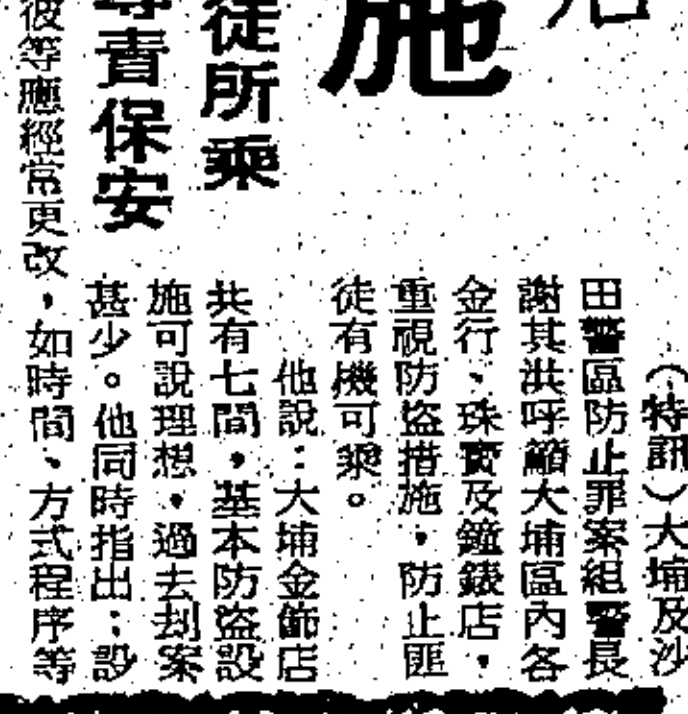 施
徒所乘
責保安
（特訊）大埔及沙
田警區防止罪案組警長
謝其洪呼籲大埔區內各
金行、珠寶及鐘錶店，
重視防盜措施，防止匪
徒有機可乘。
他說：大埔金飾店
共有七間，基本防盜設
施可說理想，過去刦案
甚少。他同時指出：設
彼等應經常更改，如時間、方式程序等